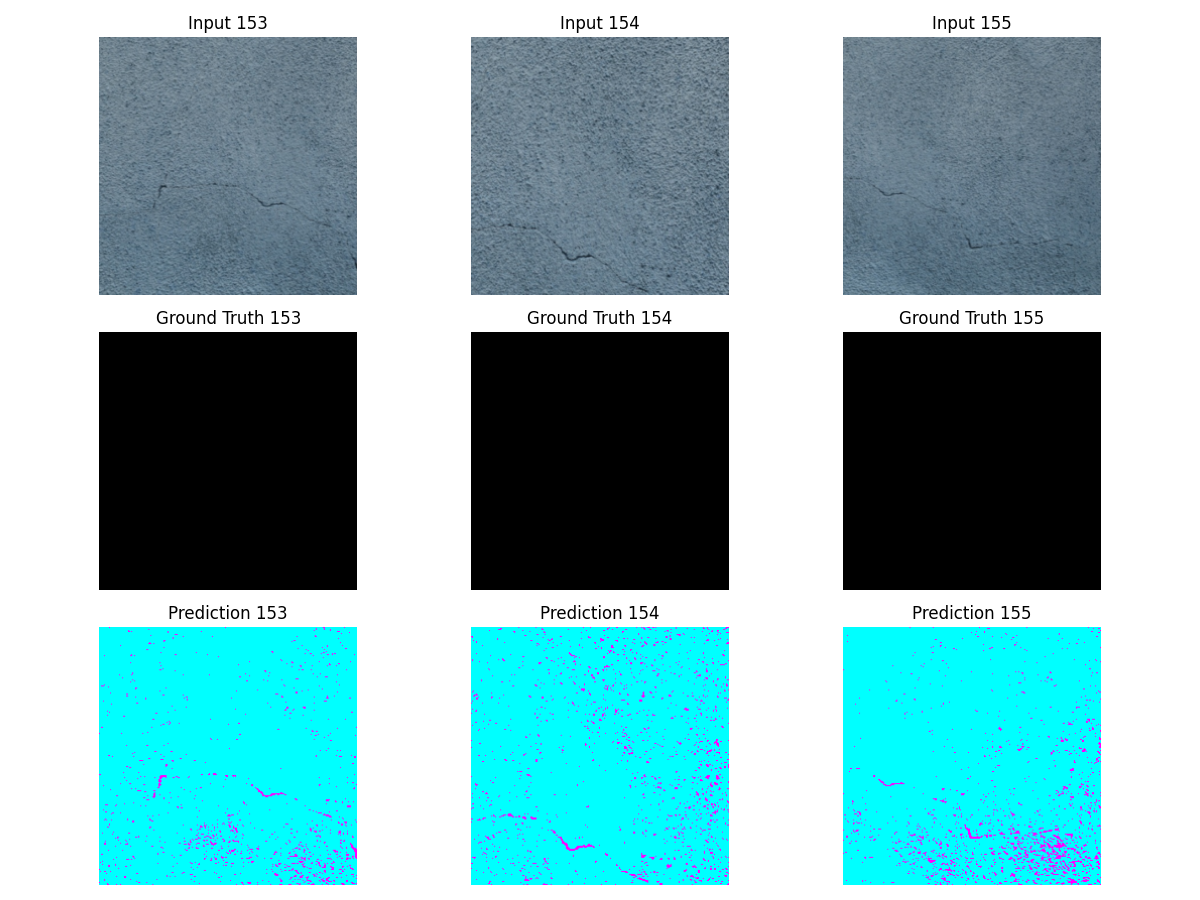 Input 153
Input 154
Input 155
Ground Truth 153
Ground Truth 154
Ground Truth 155
Prediction 153
Prediction 154
Prediction 155